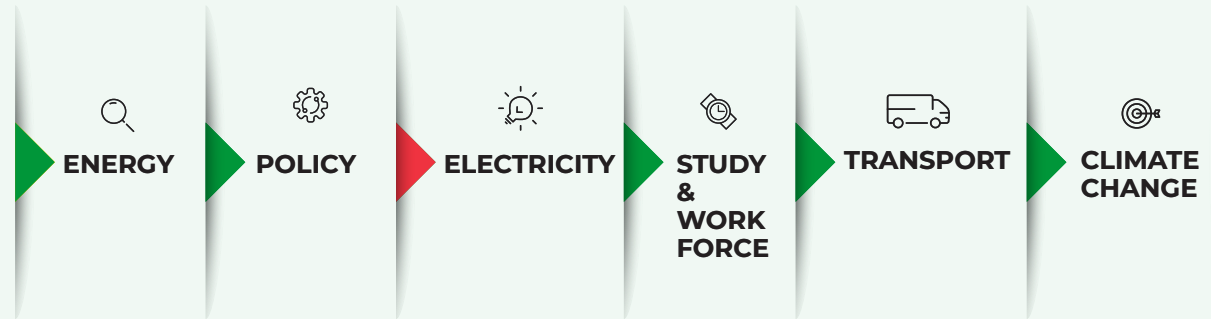 ENERGY
POLICY
ELECTRICITY
STUDY
&
WORK
FORCE
TRANSPORT
CLIMATE
CHANGE